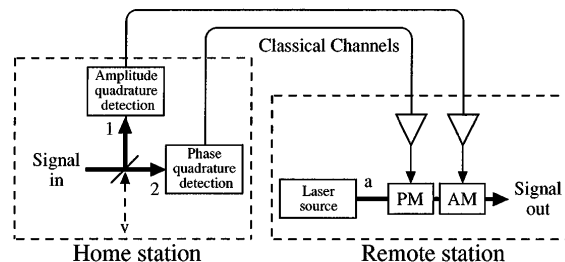 Classical Channels
Amplitude
quadrature
detection
1
Signal
in
2
Phase
quadrature
detection
v
Home station
Laser
source
a
PM
AM
Signal
out
Remote station